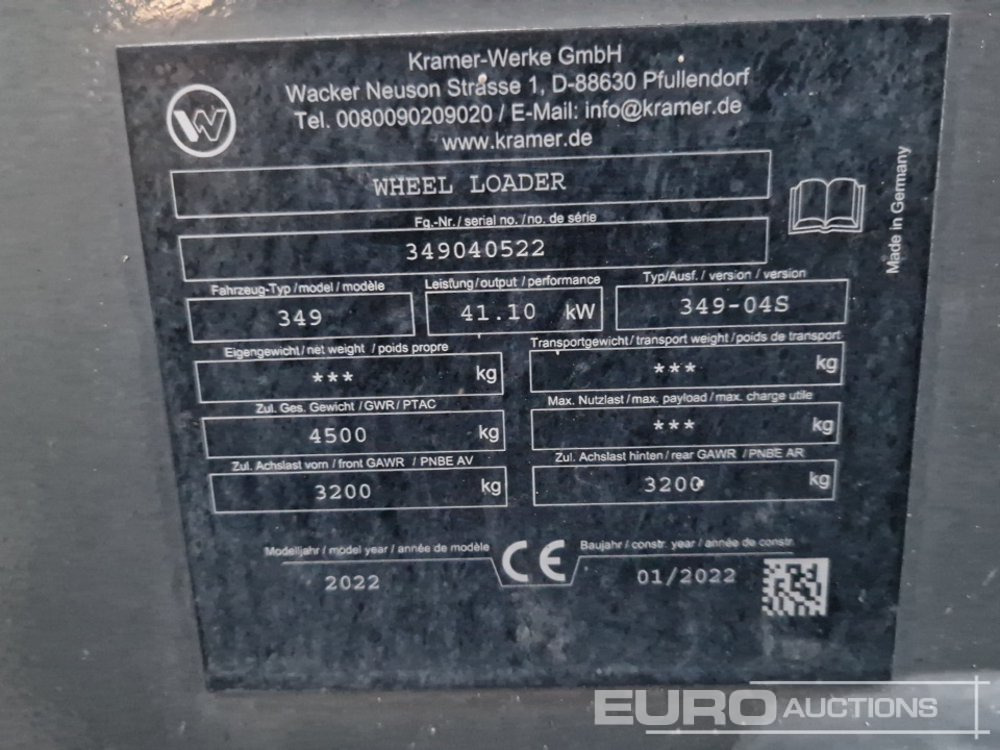 Kramer-Werke GmbH
Wacker Neuson Strasse 1, D-88630 Pfullendorf
Tel. 0080090209020 / E-Mail: info@kramer.de
www.kramer.de
W
WHEEL LOADER
Made in Germany
Fg.-Nr./ serial no. /no. de série
349040522
Fahrzeug-Typ /model / modèle
Leistung/output / performance
Typ/Ausf. / version / version
349
41.10 kW
349-04S
Eigengewicht / net weight / poids propre
Transportgewicht / transport weight / poids de transport
*** kg
*** kg
Zul. Ges. Gewicht / GWR / PTAC
Max. Nutzlast / max. payload / max. charge utile
4500 kg
*** kg
Zul. Achslast vorn / front GAWR / PNBE AV
Zul. Achslast hinten / rear GAWR / PNBE AR
3200 kg
3200 kg
Modelljahr / model year / année de modèle
CE
Baujahr / constr. year / année de constr.
2022
01/2022
EURO AUCTIONS